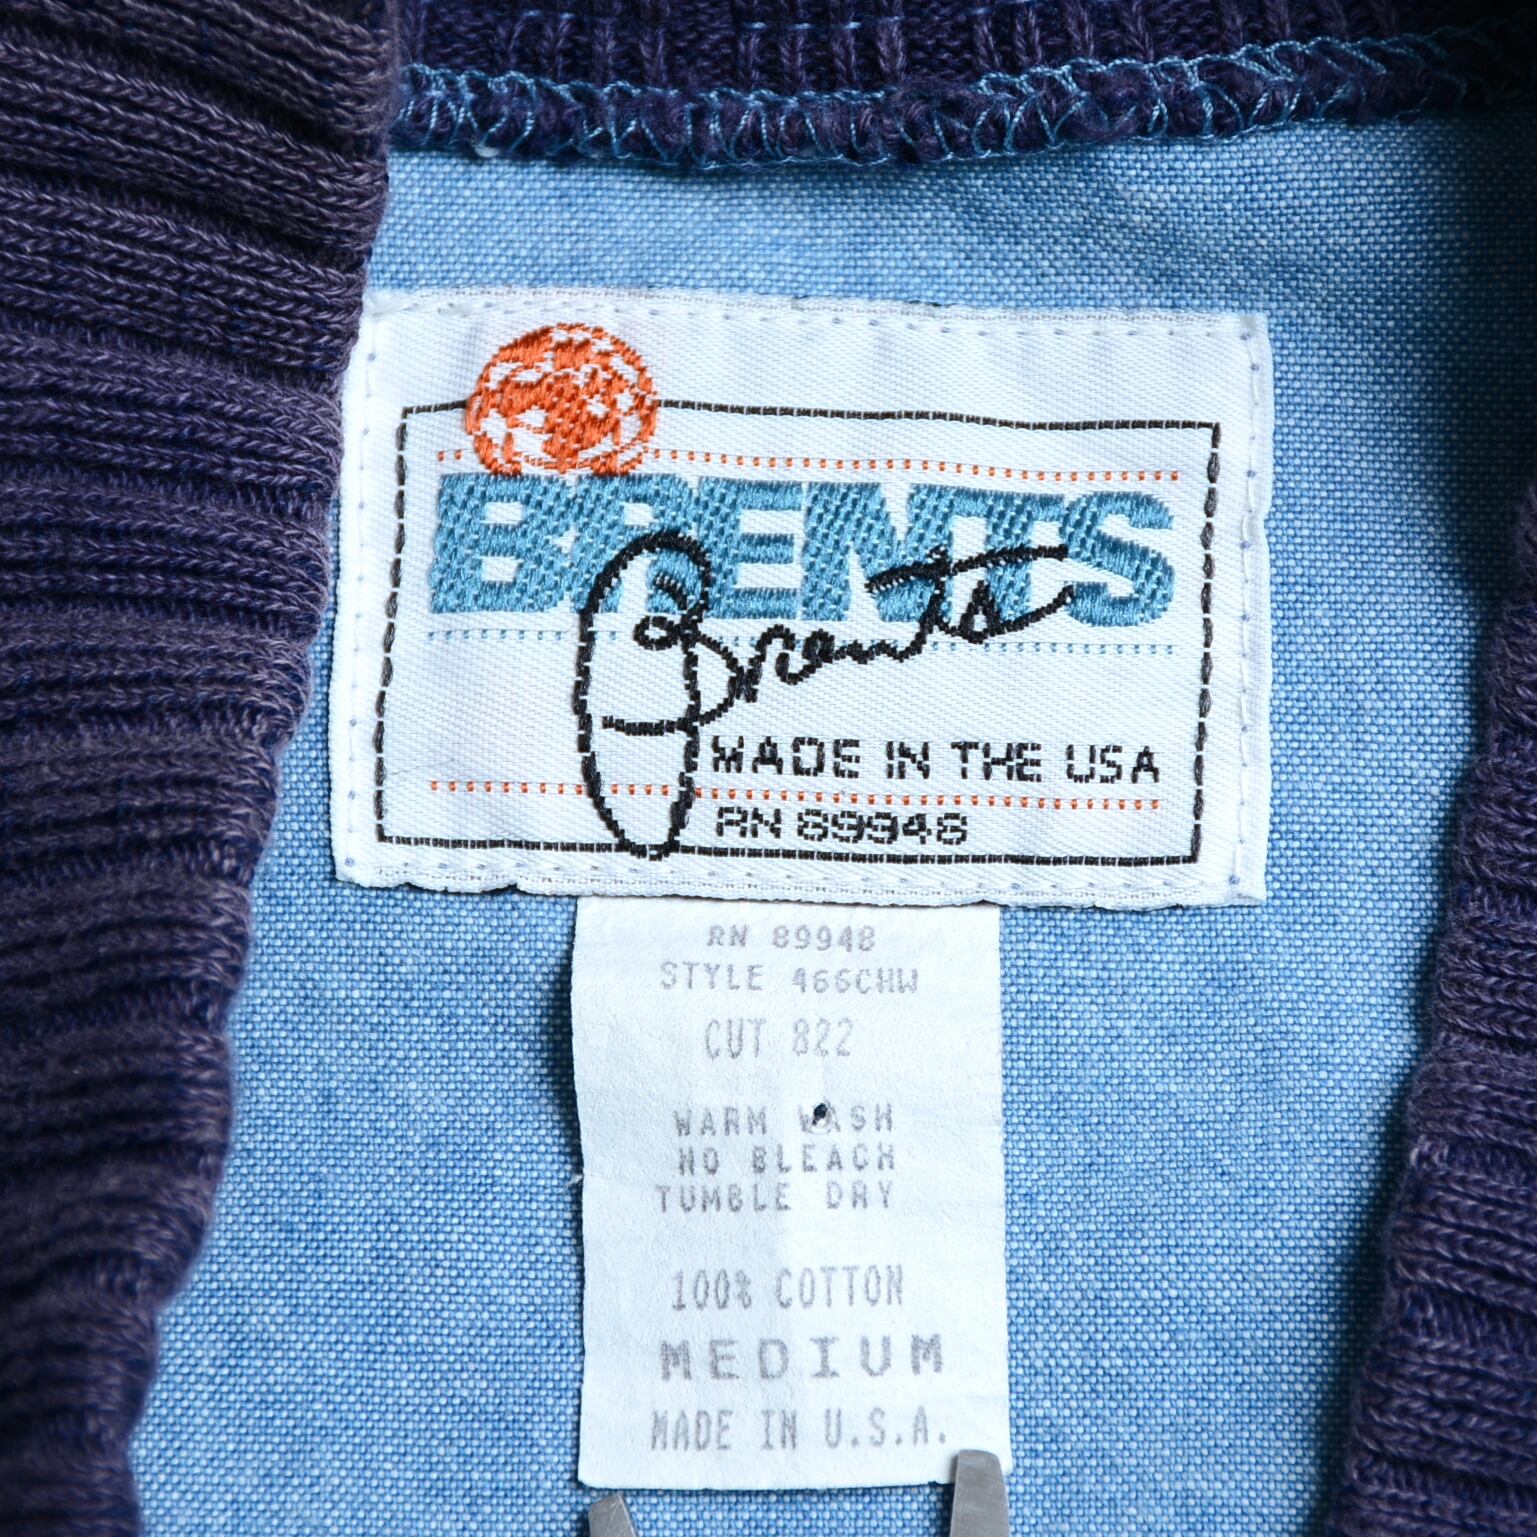 BRENTS
Brents
MADE IN THE USA
RN 89948
RN 89948
STYLE 466CHW
CUT 822
WARM WASH
NO BLEACH
TUMBLE DRY
100% COTTON
MEDIUM
MADE IN U.S.A.